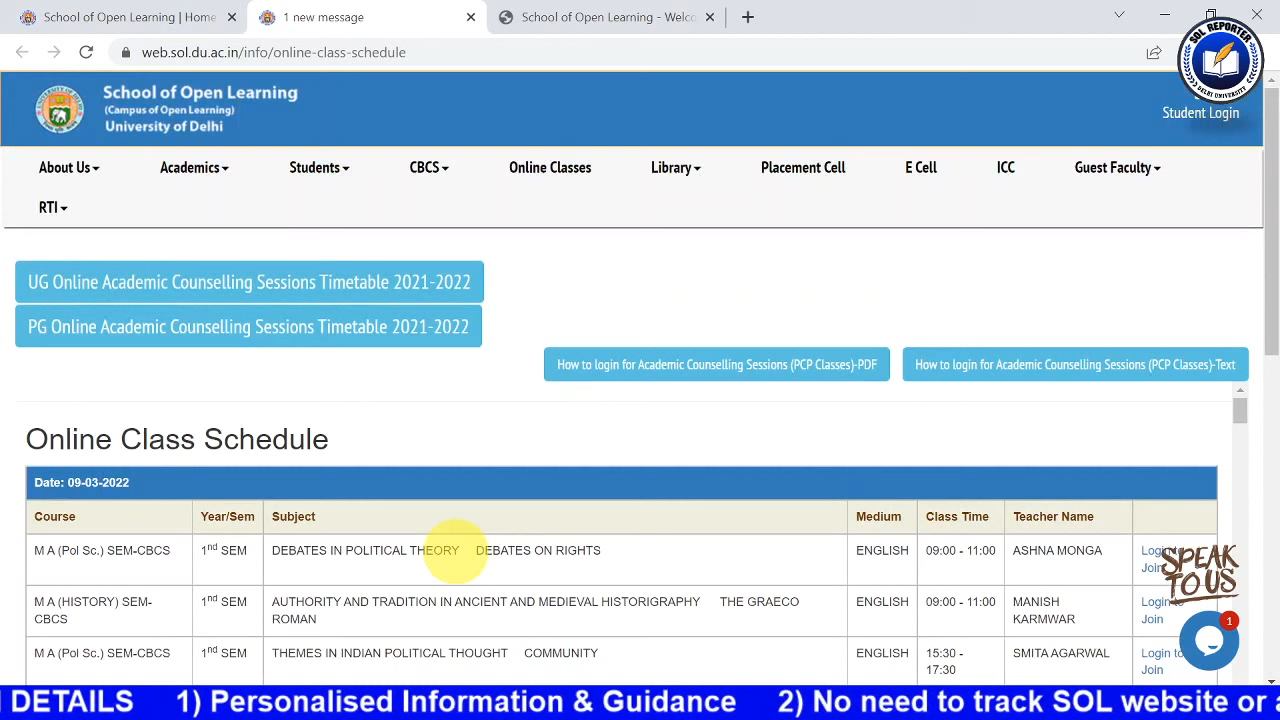 School of Open Learning | Home
1 new message
School of Open Learning - Welco
web.sol.du.ac.in/info/online-class-schedule
SOL REPORTER
DELHI UNIVERSITY
School of Open Learning
(Campus of Open Learning)
University of Delhi
Student Login
About Us Academics Students CBCS Online Classes Library Placement Cell E Cell ICC Guest Faculty
RTI
UG Online Academic Counselling Sessions Timetable 2021-2022
PG Online Academic Counselling Sessions Timetable 2021-2022
How to login for Academic Counselling Sessions (PCP Classes)-PDF How to login for Academic Counselling Sessions (PCP Classes)-Text
Online Class Schedule
Date: 09-03-2022
Course Year/Sem Subject Medium Class Time Teacher Name
M A (Pol Sc.) SEM-CBCS 1nd SEM DEBATES IN POLITICAL THEORY DEBATES ON RIGHTS ENGLISH 09:00 - 11:00 ASHNA MONGA Login to
Join
M A (HISTORY) SEM- 1nd SEM AUTHORITY AND TRADITION IN ANCIENT AND MEDIEVAL HISTORIGRAPHY THE GRAECO ENGLISH 09:00 - 11:00 MANISH Login to
CBCS ROMAN KARMWAR Join
M A (Pol Sc.) SEM-CBCS 1nd SEM THEMES IN INDIAN POLITICAL THOUGHT COMMUNITY ENGLISH 15:30 - SMITA AGARWAL Login to
17:30 Join
SPEAK
TO US
1
DETAILS 1) Personalised Information & Guidance 2) No need to track SOL website or a